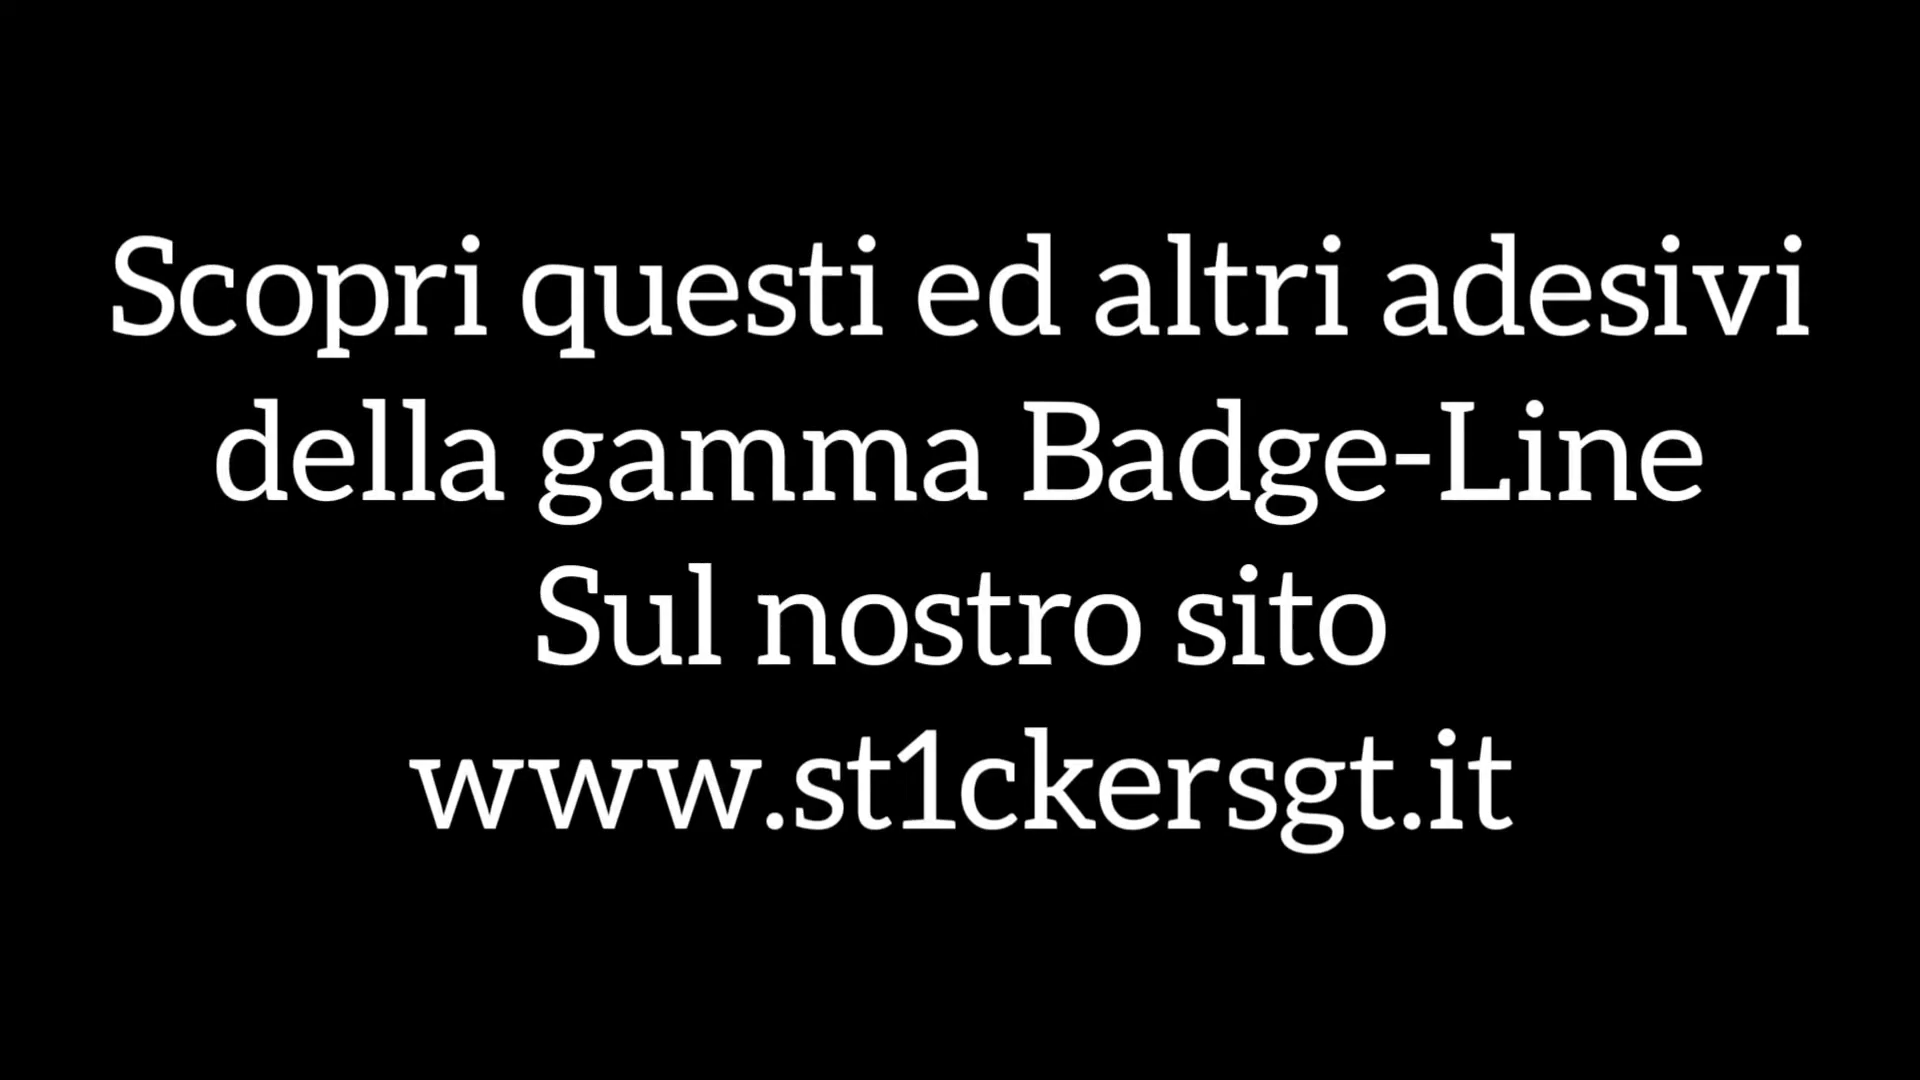 Scopri questi ed altri adesivi
della gamma Badge-Line
Sul nostro sito
www.st1ckersgt.it